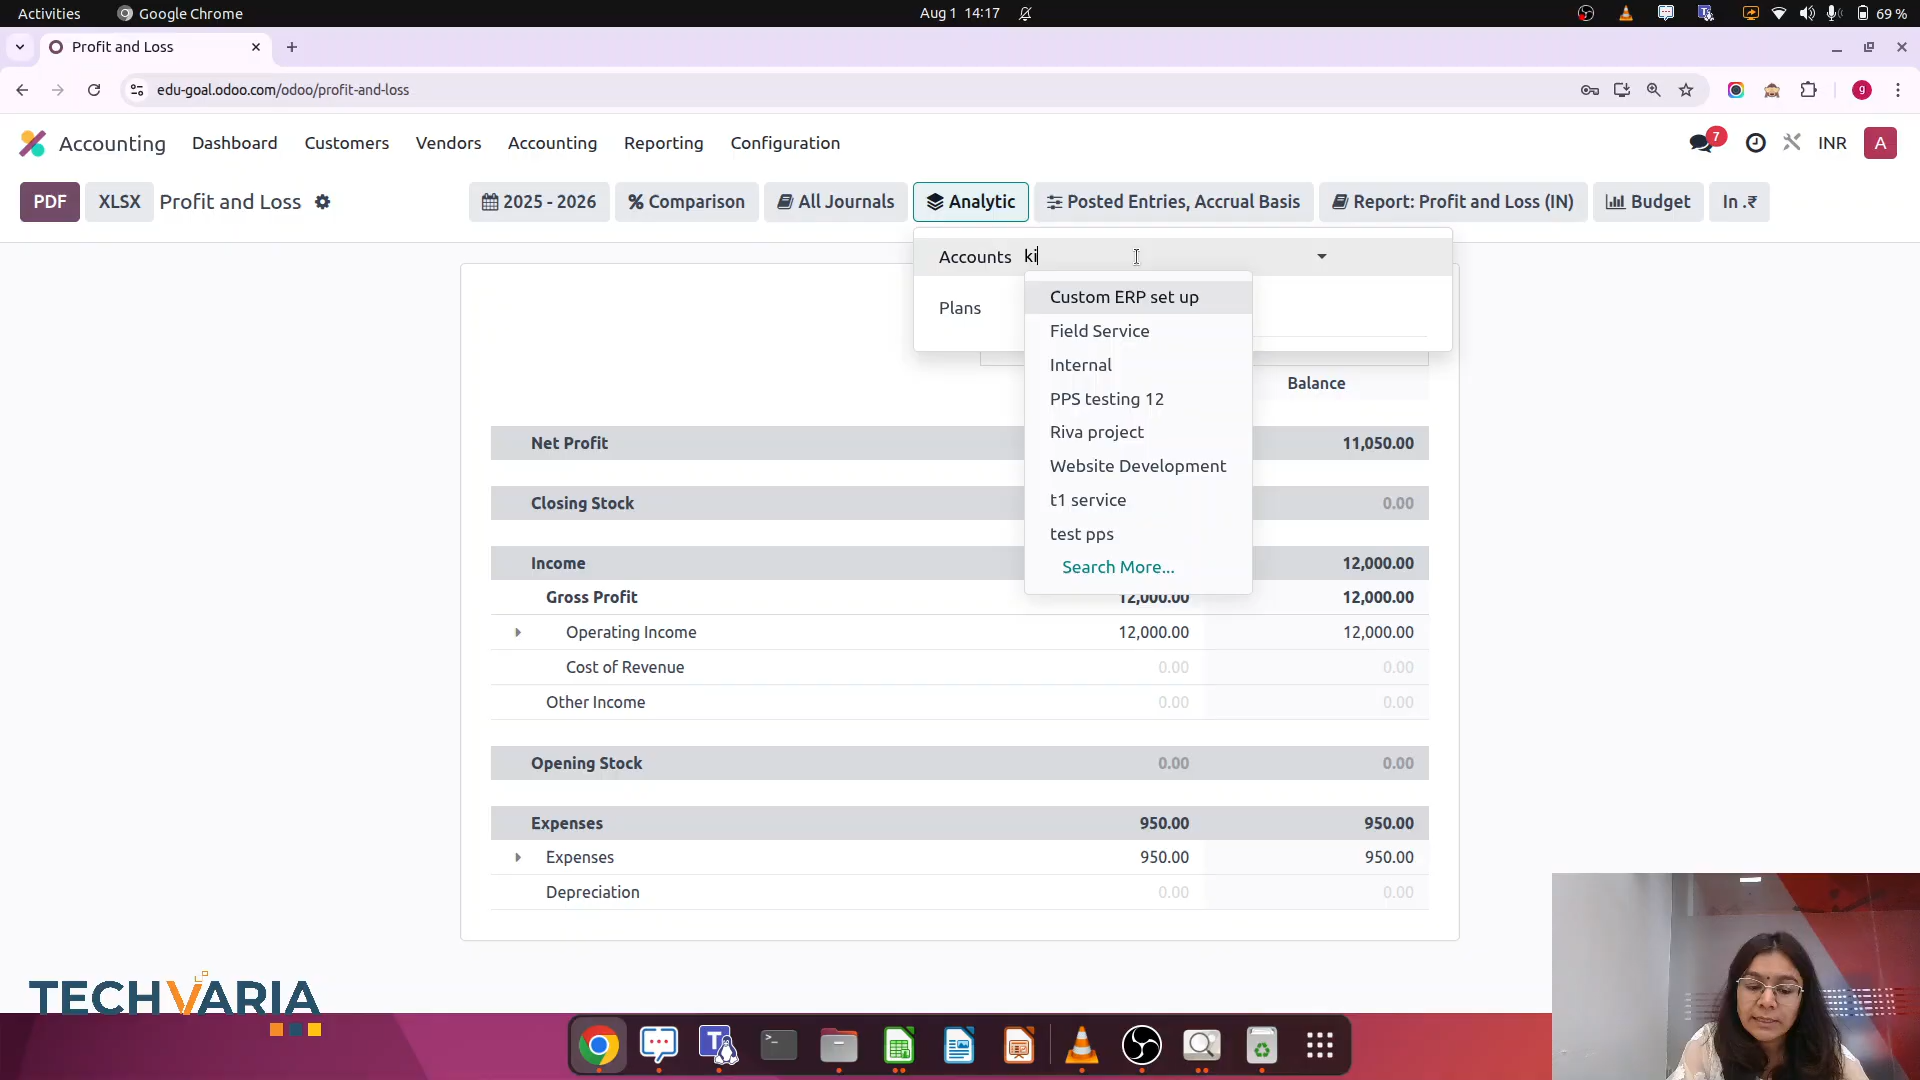 Activities
Google Chrome
Aug 1 14:17
69 %
Profit and Loss
edu-goal.odoo.com/odoo/profit-and-loss
g
Accounting
Dashboard
Customers
Vendors
Accounting
Reporting
Configuration
7
INR
A
PDF
XLSX
Profit and Loss
2025 - 2026
% Comparison
All Journals
Analytic
Posted Entries, Accrual Basis
Report: Profit and Loss (IN)
Budget
In .₹
Accounts
ki
Plans
Custom ERP set up
Field Service
Internal
PPS testing 12
Riva project
Website Development
t1 service
test pps
Search More...
Balance
Net Profit 11,050.00
Closing Stock 0.00
Income 12,000.00
Gross Profit 12,000.00 12,000.00
Operating Income 12,000.00 12,000.00
Cost of Revenue 0.00 0.00
Other Income 0.00 0.00
Opening Stock 0.00 0.00
Expenses 950.00 950.00
Expenses 950.00 950.00
Depreciation 0.00 0.00
TECHVARIA